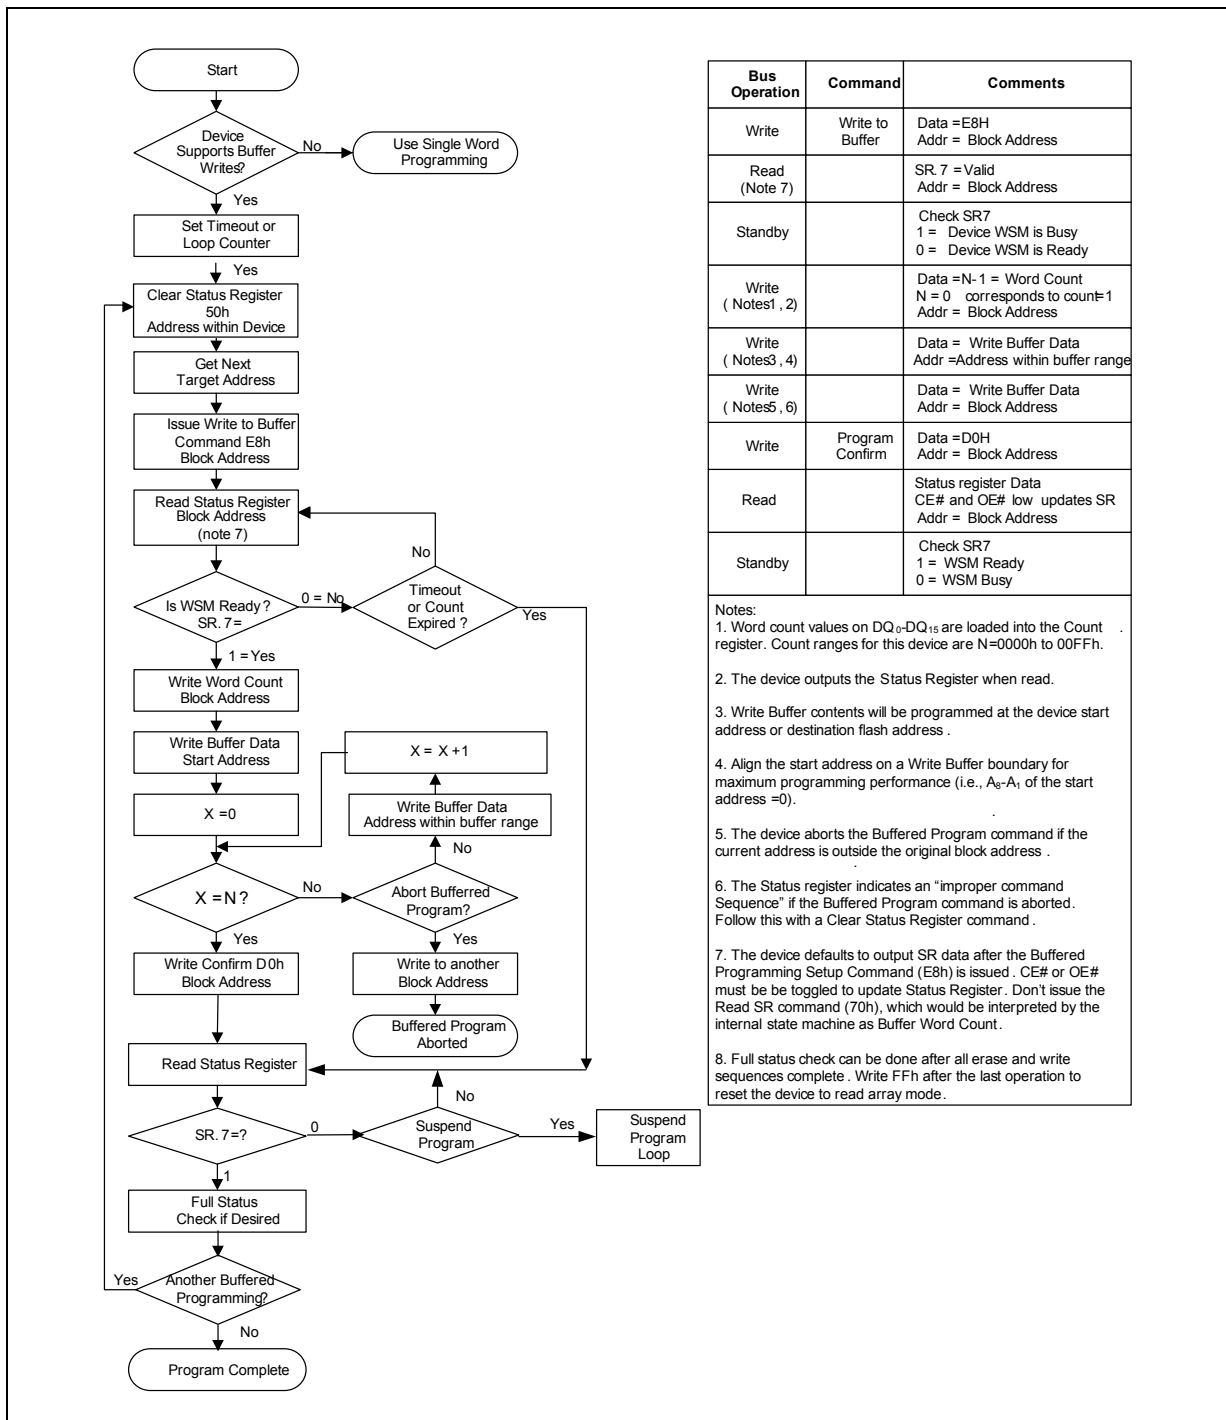 Start
Device
Supports Buffer
Writes?
No
Use Single Word
Programming
Yes
Set Timeout or
Loop Counter
Yes
Clear Status Register
50h
Address within Device
Get Next
Target Address
Issue Write to Buffer
Command E8h
Block Address
Read Status Register
Block Address
(note 7)
No
Is WSM Ready?
SR. 7 =
0 = No
Timeout
or Count
Expired ?
Yes
1 = Yes
Write Word Count
Block Address
Write Buffer Data
Start Address
X = X +1
X =0
Write Buffer Data
Address within buffer range
No
X = N?
No
Abort Bufferred
Program?
Yes
Yes
Write Confirm D0h
Block Address
Write to another
Block Address
Buffered Program
Aborted
Read Status Register
No
SR. 7=?
0
Suspend
Program
Yes
Suspend
Program
Loop
1
Full Status
Check if Desired
Yes
Another Buffered
Programming?
No
Program Complete
Bus
Operation
Command
Comments
Write
Write to
Buffer
Data =E8H
Addr = Block Address
Read
(Note 7)
SR. 7 =Valid
Addr = Block Address
Standby
Check SR7
1 = Device WSM is Busy
0 = Device WSM is Ready
Write
( Notes1 , 2)
Data =N- 1 = Word Count
N = 0 corresponds to count=1
Addr = Block Address
Write
( Notes3 , 4)
Data = Write Buffer Data
Addr =Address within buffer range
Write
( Notes5 , 6)
Data = Write Buffer Data
Addr = Block Address
Write
Program
Confirm
Data =D0H
Addr = Block Address
Read
Status register Data
CE# and OE# low updates SR
Addr = Block Address
Standby
Check SR7
1 = WSM Ready
0 = WSM Busy
Notes:
1. Word count values on DQ0-DQ15 are loaded into the Count .
register. Count ranges for this device are N=0000h to 00FFh.
2. The device outputs the Status Register when read.
3. Write Buffer contents will be programmed at the device start
address or destination flash address .
4. Align the start address on a Write Buffer boundary for
maximum programming performance (i.e., A8-A1 of the start
address =0).
5. The device aborts the Buffered Program command if the
current address is outside the original block address .
6. The Status register indicates an “improper command
Sequence” if the Buffered Program command is aborted.
Follow this with a Clear Status Register command .
7. The device defaults to output SR data after the Buffered
Programming Setup Command (E8h) is issued . CE# or OE#
must be be toggled to update Status Register . Don’t issue the
Read SR command (70h), which would be interpreted by the
internal state machine as Buffer Word Count.
8. Full status check can be done after all erase and write
sequences complete . Write FFh after the last operation to
reset the device to read array mode .